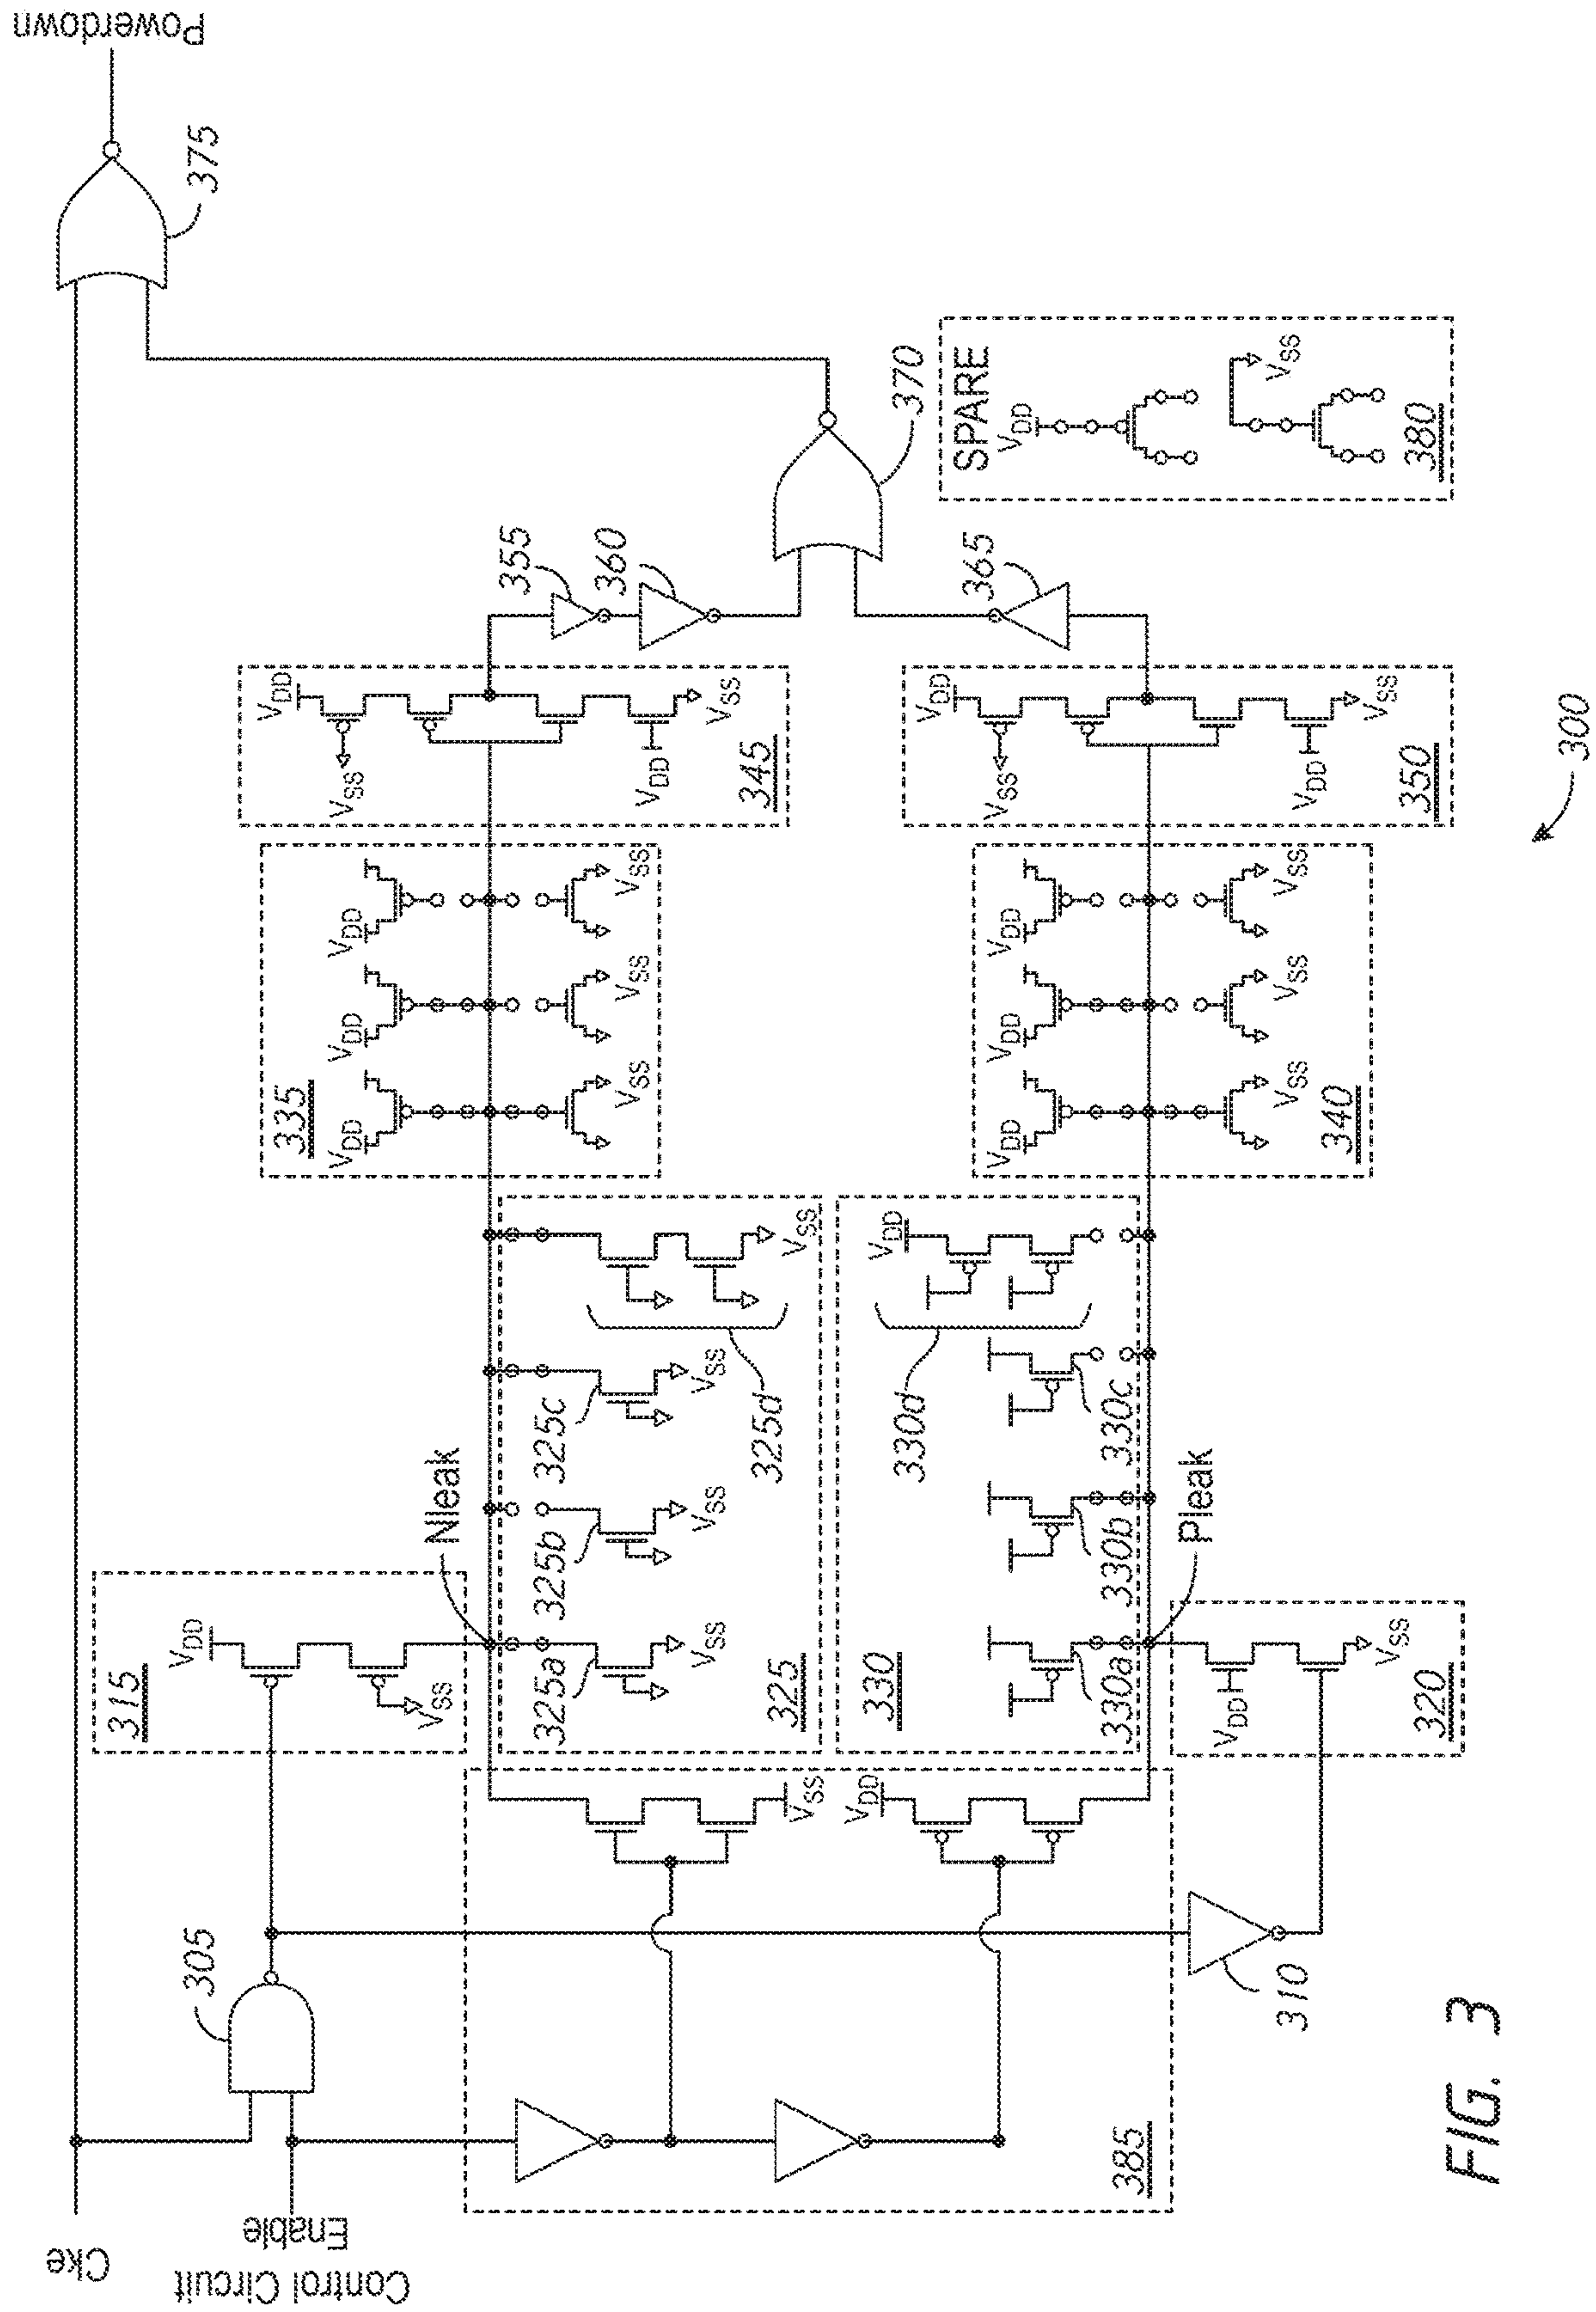 Cke
Control Circuit
Enable
Powerdown
375
305
315
VDD
VSS
Nleak
385
VSS
VDD
310
325a
VSS
325b
VSS
325c
VSS
325d
VSS
325
330
330a
330b
330c
330d
VDD
Pleak
320
VDD
VSS
335
VDD
VDD
VDD
VSS
VSS
VSS
340
VDD
VDD
VDD
VSS
VSS
VSS
345
VDD
VSS
VDD
VSS
350
VDD
VSS
VDD
VSS
355
360
365
370
SPARE
VDD
VSS
380
300
FIG. 3